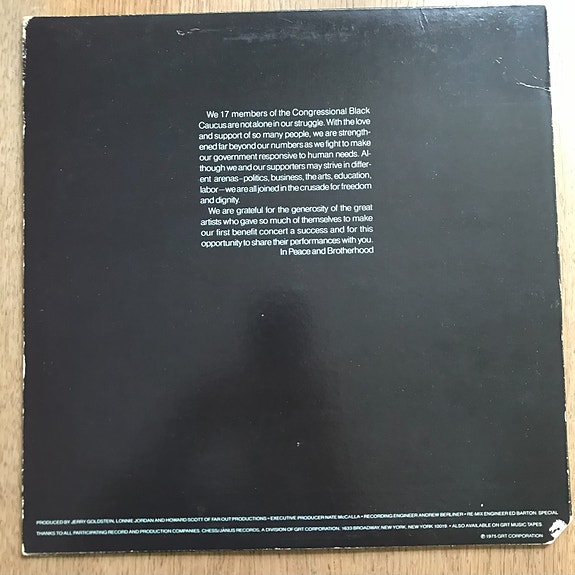 We 17 members of the Congressional Black
Caucus are not alone in our struggle. With the love
and support of so many people, we are strength-
ened far beyond our numbers as we fight to make
our government responsive to human needs. Al-
though we and our supporters may strive in differ-
ent arenas–politics, business, the arts, education,
labor—we are all joined in the crusade for freedom
and dignity.
We are grateful for the generosity of the great
artists who gave so much of themselves to make
our first benefit concert a success and for this
opportunity to share their performances with you.
In Peace and Brotherhood
PRODUCED BY JERRY GOLDSTEIN, LONNIE JORDAN AND HOWARD SCOTT OF FAR OUT PRODUCTIONS • EXECUTIVE PRODUCER NATE McCALLA • RECORDING ENGINEER ANDREW BERLINER • RE-MIX ENGINEER ED BARTON. SPECIAL
THANKS TO ALL PARTICIPATING RECORD AND PRODUCTION COMPANIES. CHESS/JANUS RECORDS, A DIVISION OF GRT CORPORATION, 1633 BROADWAY, NEW YORK, NEW YORK 10019 • ALSO AVAILABLE ON GRT MUSIC TAPES
℗ 1975 GRT CORPORATION